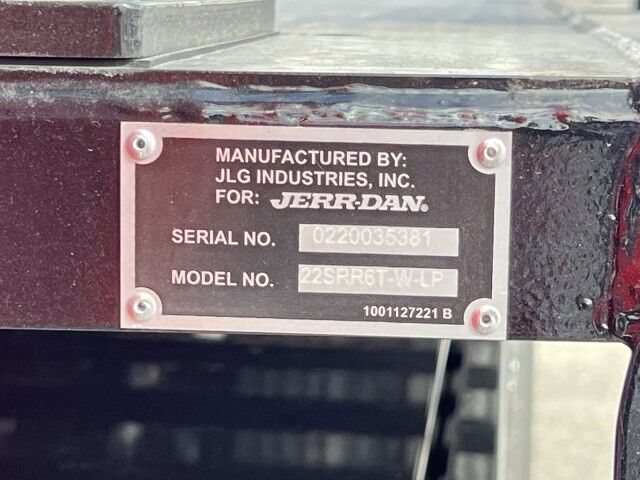 MANUFACTURED BY:
JLG INDUSTRIES, INC.
FOR: JERR-DAN®
SERIAL NO. 0220035381
MODEL NO. 22SRR6T-W-LP
1001127221 B